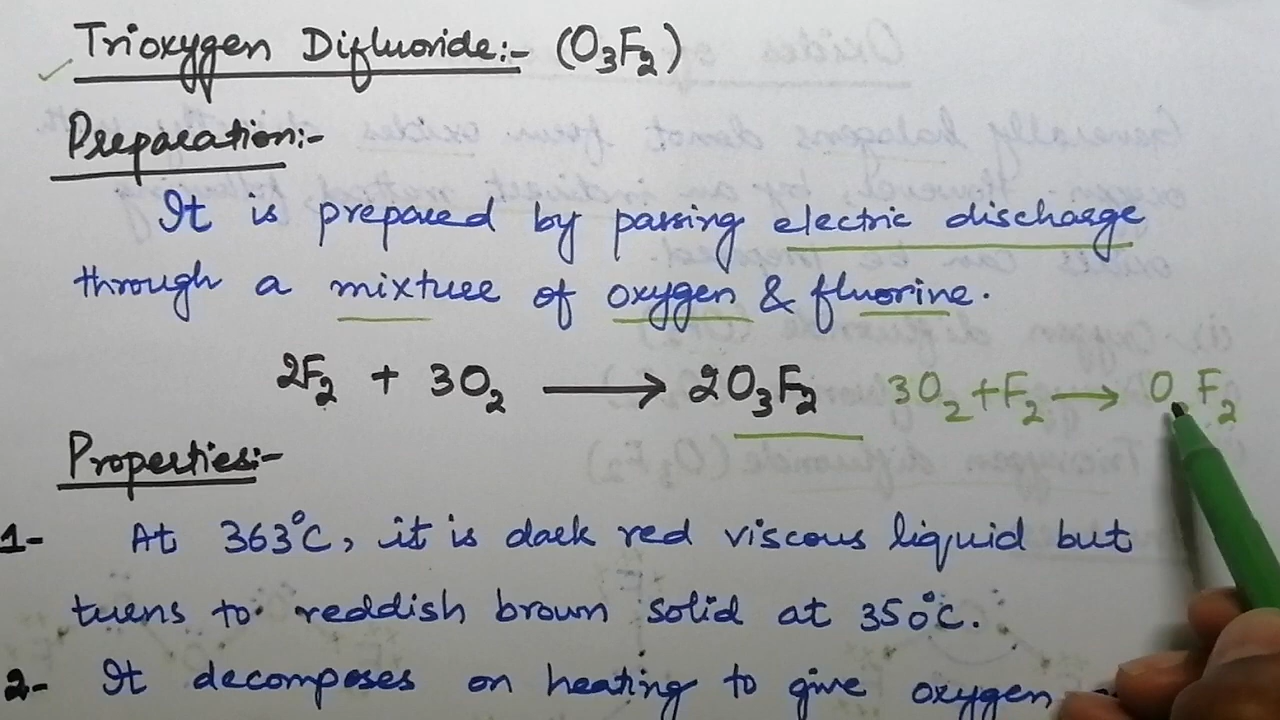 Trioxygen Difluoride:- (O₃F₂)
Preparation:-
It is prepared by passing electric discharge
through a mixture of oxygen & fluorine.
2F₂ + 3O₂ ⟶ 2O₃F₂ 3O₂+F₂ ⟶ O F₂
Properties:-
1- At 363°C, it is dark red viscous liquid but
turns to reddish brown solid at 350°C.
2- It decomposes on heating to give oxygen